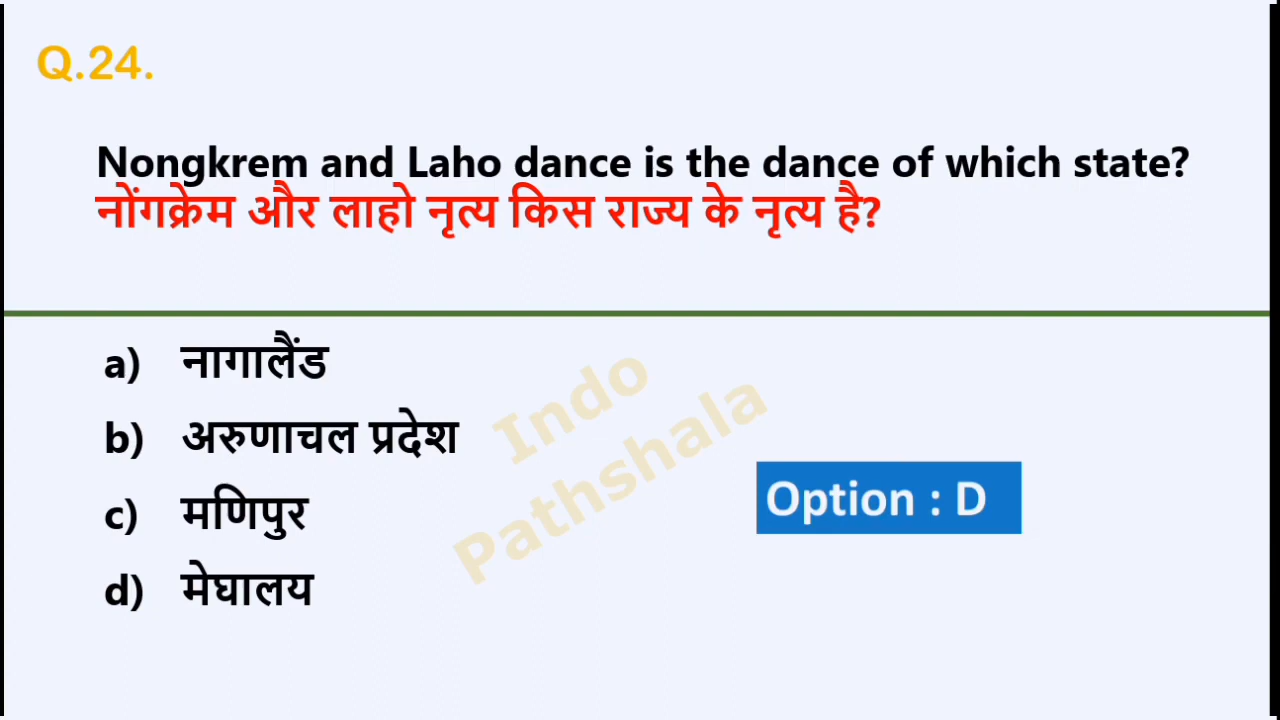 Q.24.
Nongkrem and Laho dance is the dance of which state?
नोंगक्रेम और लाहो नृत्य किस राज्य के नृत्य है?
a) नागालैंड
b) अरुणाचल प्रदेश
c) मणिपुर
d) मेघालय
Indo
Pathshala
Option : D